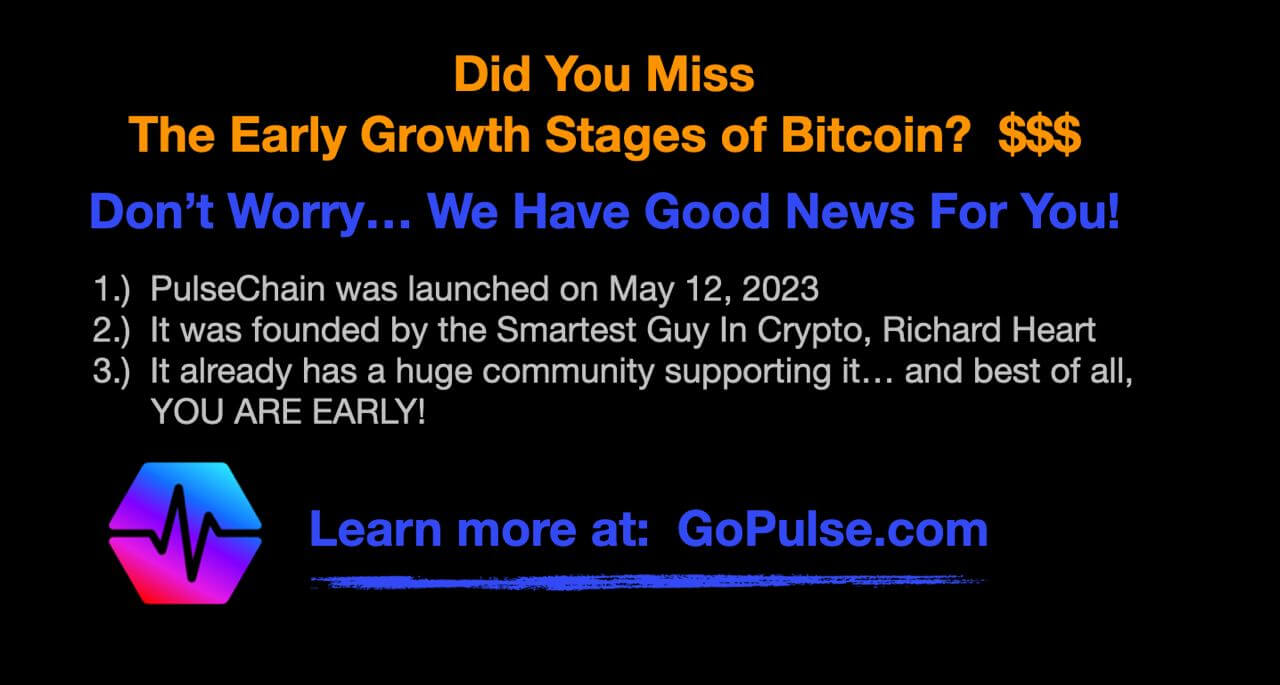 Did You Miss
The Early Growth Stages of Bitcoin?  $$$
Don’t Worry… We Have Good News For You!
1.)  PulseChain was launched on May 12, 2023
2.)  It was founded by the Smartest Guy In Crypto, Richard Heart
3.)  It already has a huge community supporting it… and best of all,
YOU ARE EARLY!
Learn more at:  GoPulse.com